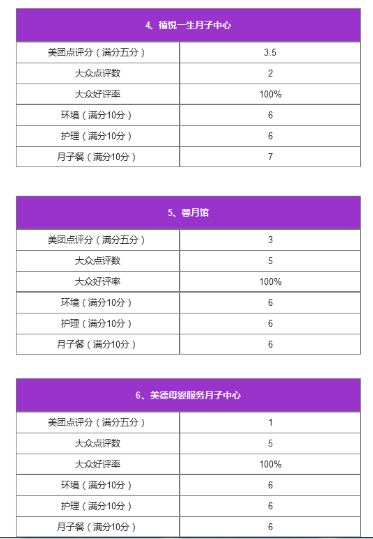 4、禧悦一生月子中心
美团点评分（满分五分） 3.5
大众点评数 2
大众好评率 100%
环境（满分10分） 6
护理（满分10分） 6
月子餐（满分10分） 7
5、馨月馆
美团点评分（满分五分） 3
大众点评数 5
大众好评率 100%
环境（满分10分） 6
护理（满分10分） 6
月子餐（满分10分） 6
6、美德母婴服务月子中心
美团点评分（满分五分） 1
大众点评数 5
大众好评率 100%
环境（满分10分） 6
护理（满分10分） 6
月子餐（满分10分） 6